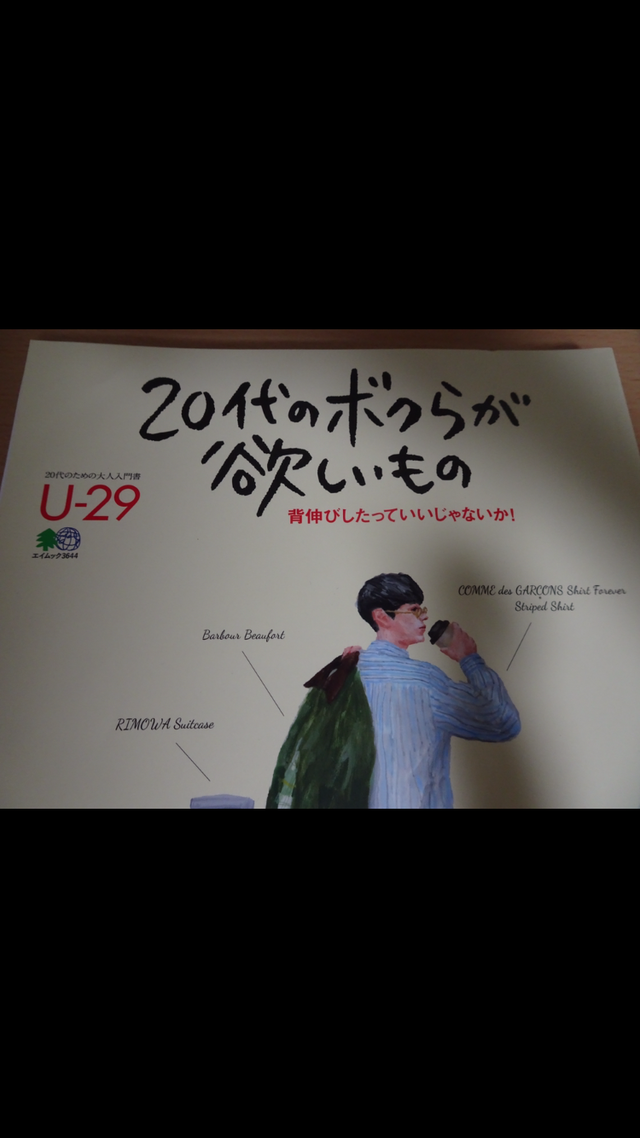 20代のボクらが
欲しいもの
20代のための大人入門書
U-29
背伸びしたっていいじゃないか!
エイムック3644
COMME des GARÇONS Shirt Forever
Striped Shirt
Barbour Beaufort
RIMOWA Suitcase